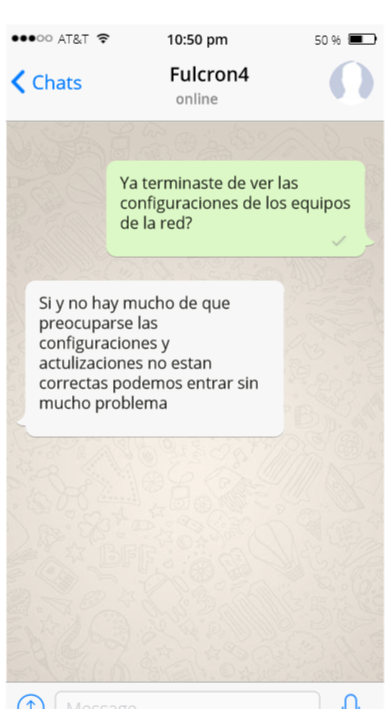 AT&T 10:50 pm 50 %
Chats Fulcron4
online
Ya terminaste de ver las
configuraciones de los equipos
de la red?
Si y no hay mucho de que
preocuparse las
configuraciones y
actulizaciones no estan
correctas podemos entrar sin
mucho problema
BFF
Message